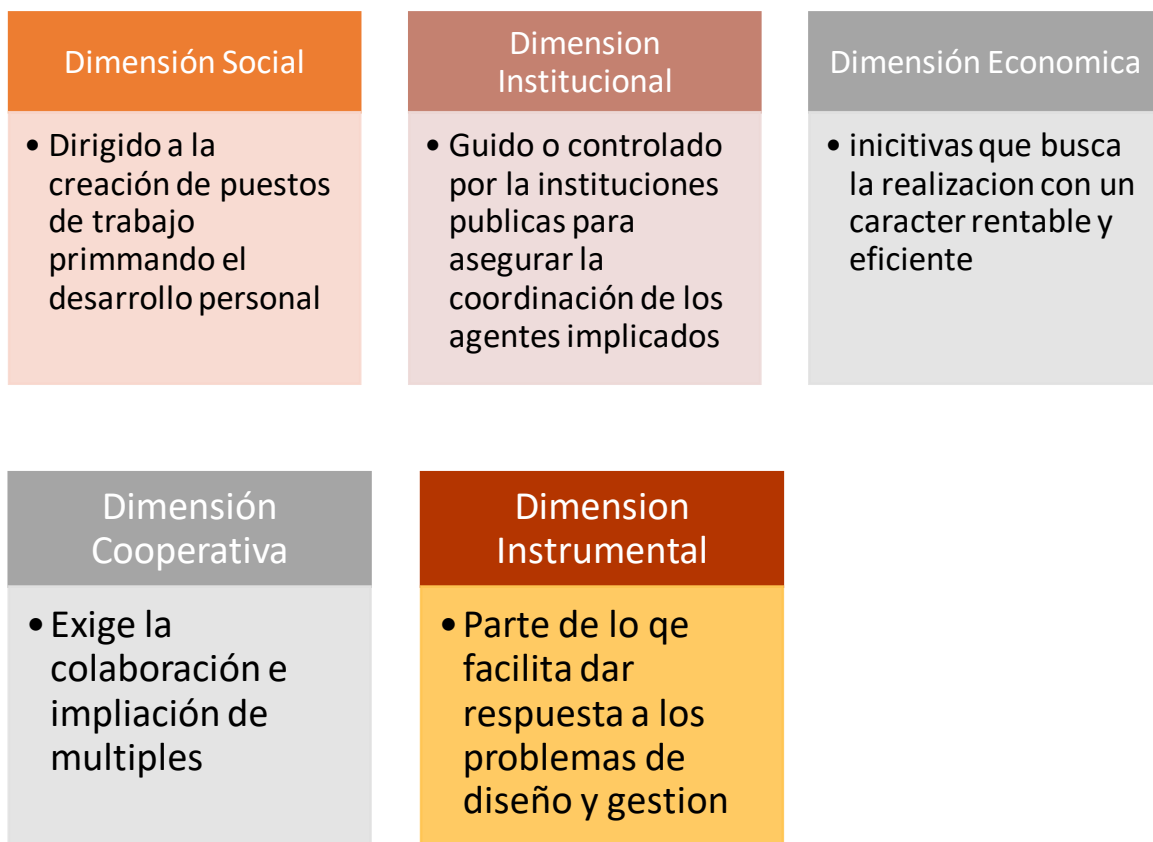 Dimensión Social
• Dirigido a la
creación de puestos
de trabajo
primmando el
desarrollo personal
Dimension
Institucional
• Guido o controlado
por la instituciones
publicas para
asegurar la
coordinación de los
agentes implicados
Dimensión Economica
• inicitivas que busca
la realizacion con un
caracter rentable y
eficiente
Dimensión
Cooperativa
• Exige la
colaboración e
impliación de
multiples
Dimension
Instrumental
• Parte de lo qe
facilita dar
respuesta a los
problemas de
diseño y gestion